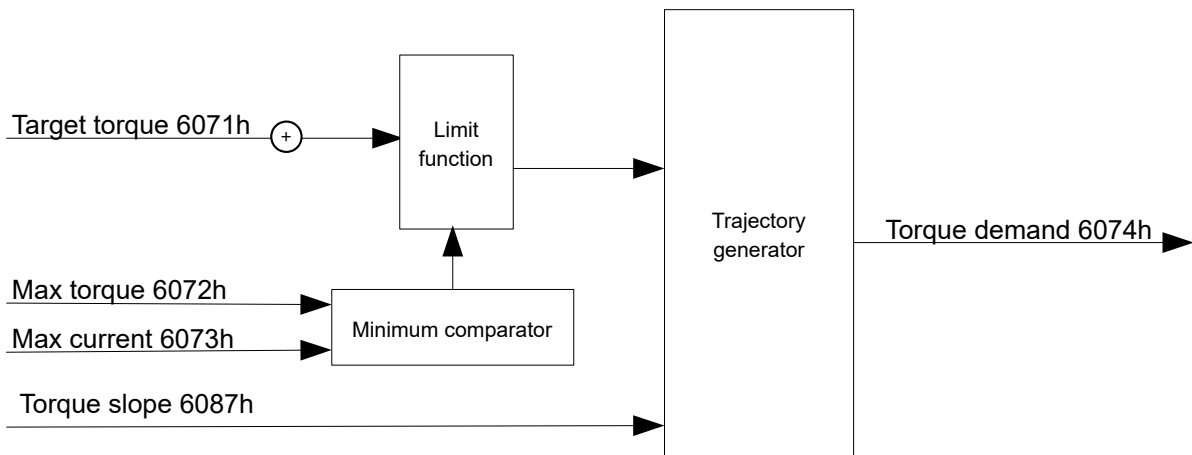 Target torque 6071h
+
Limit
function
Trajectory
generator
Torque demand 6074h
Max torque 6072h
Max current 6073h
Minimum comparator
Torque slope 6087h